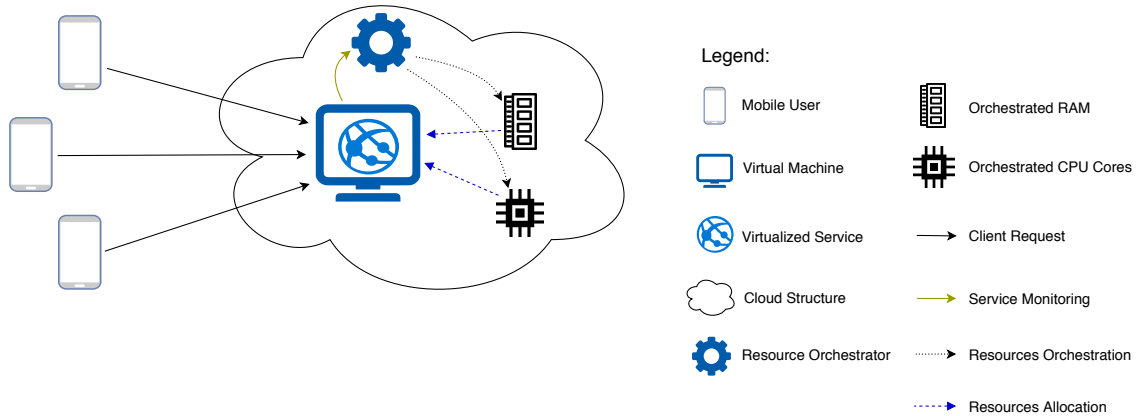 Legend:
Mobile User
Orchestrated RAM
Virtual Machine
Orchestrated CPU Cores
Virtualized Service
Client Request
Cloud Structure
Service Monitoring
Resource Orchestrator
Resources Orchestration
Resources Allocation